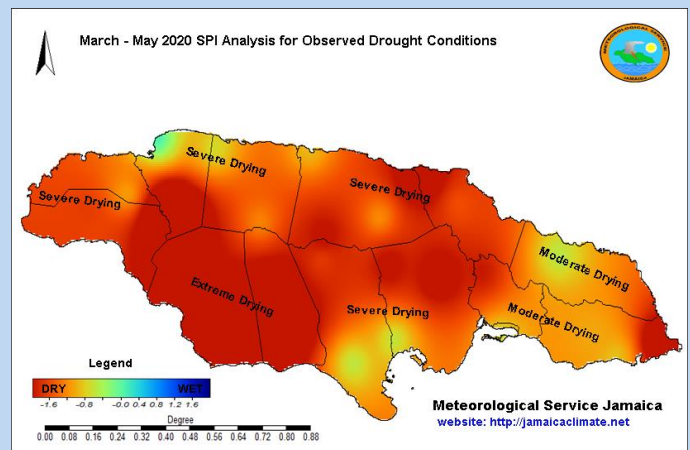 March - May 2020 SPI Analysis for Observed Drought Conditions
METEOROLOGICAL SERVICE
JAMAICA
Severe Drying
Severe Drying
Severe Drying
Moderate Drying
Extreme Drying
Severe Drying
Moderate Drying
Legend
DRY WET
-1.6 -0.8 -0.0 0.4 1.2 1.6
Degree
0.00 0.08 0.16 0.24 0.32 0.40 0.48 0.56 0.64 0.72 0.80 0.88
Meteorological Service Jamaica
website: http://jamaicaclimate.net